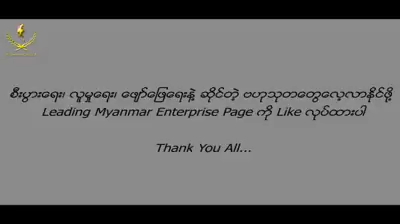 စီးပွားရေး၊ လူမှုရေး၊ ဖျော်ဖြေရေးနဲ့ ဆိုင်တဲ့ ဗဟုသုတတွေလေ့လာနိုင်ဖို့
Leading Myanmar Enterprise Page ကို Like လုပ်ထားပါ
Thank You All...